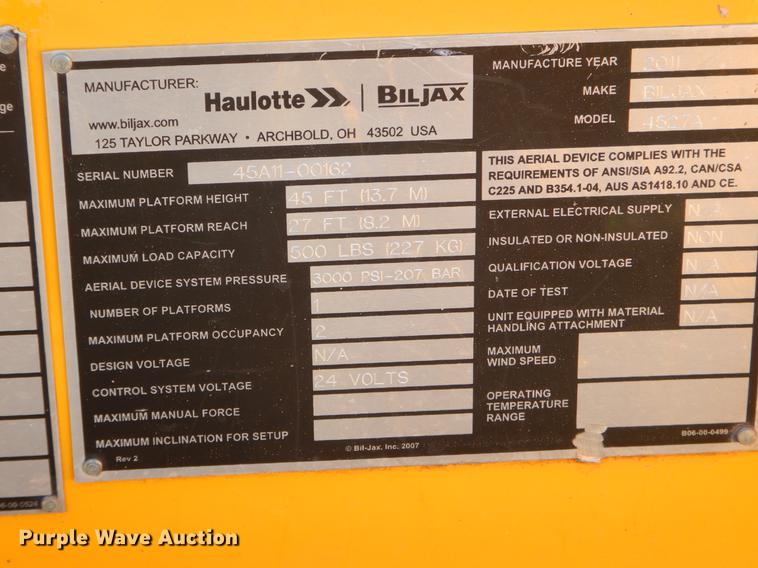 MANUFACTURER:
Haulotte | BILJAX
www.biljax.com
125 TAYLOR PARKWAY • ARCHBOLD, OH 43502 USA
MANUFACTURE YEAR 2011
MAKE BILJAX
MODEL 4527A
SERIAL NUMBER 45A11-00162
MAXIMUM PLATFORM HEIGHT 45 FT (13.7 M)
MAXIMUM PLATFORM REACH 27 FT (8.2 M)
MAXIMUM LOAD CAPACITY 500 LBS (227 KG)
AERIAL DEVICE SYSTEM PRESSURE 3000 PSI-207 BAR
NUMBER OF PLATFORMS 1
MAXIMUM PLATFORM OCCUPANCY 2
DESIGN VOLTAGE N/A
CONTROL SYSTEM VOLTAGE 24 VOLTS
MAXIMUM MANUAL FORCE
MAXIMUM INCLINATION FOR SETUP
Rev 2
© Bil-Jax, Inc. 2007
THIS AERIAL DEVICE COMPLIES WITH THE
REQUIREMENTS OF ANSI/SIA A92.2, CAN/CSA
C225 AND B354.1-04, AUS AS1418.10 AND CE.
EXTERNAL ELECTRICAL SUPPLY N/A
INSULATED OR NON-INSULATED NON
QUALIFICATION VOLTAGE N/A
DATE OF TEST N/A
UNIT EQUIPPED WITH MATERIAL
HANDLING ATTACHMENT N/A
MAXIMUM
WIND SPEED
OPERATING
TEMPERATURE
RANGE
B06-00-0499
Purple Wave Auction